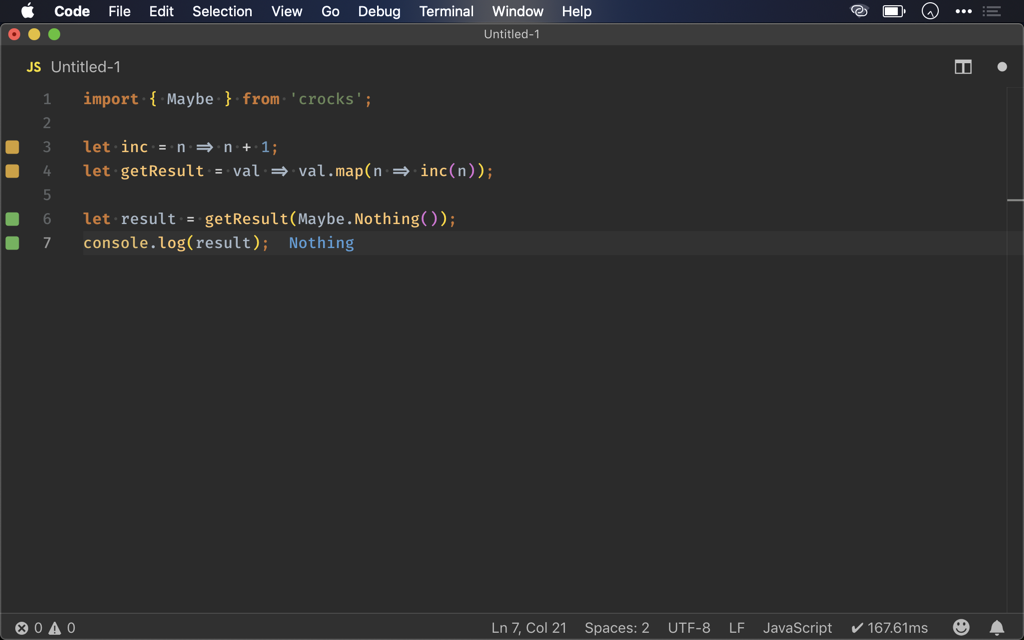 Code File Edit Selection View Go Debug Terminal Window Help
Untitled-1
JS Untitled-1
1 import { Maybe } from 'crocks';
2
3 let inc = n => n + 1;
4 let getResult = val => val.map(n => inc(n));
5
6 let result = getResult(Maybe.Nothing());
7 console.log(result); Nothing
0 0 Ln 7, Col 21 Spaces: 2 UTF-8 LF JavaScript ✔ 167.61ms